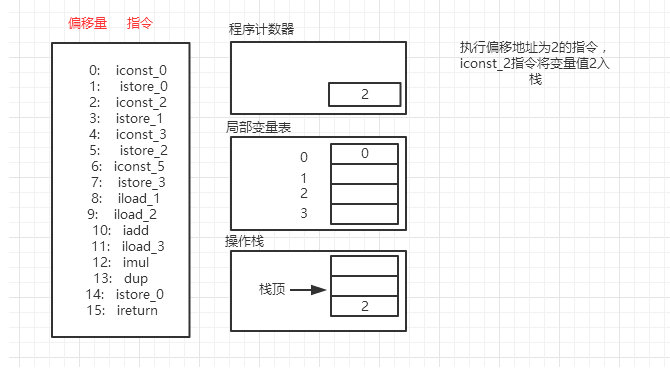 偏移量 指令
0: iconst_0
1: istore_0
2: iconst_2
3: istore_1
4: iconst_3
5: istore_2
6: iconst_5
7: istore_3
8: iload_1
9: iload_2
10: iadd
11: iload_3
12: imul
13: dup
14: istore_0
15: ireturn
程序计数器
2
局部变量表
0 0
1
2
3
操作栈
栈顶
2
执行偏移地址为2的指令，
iconst_2指令将变量值2入
栈